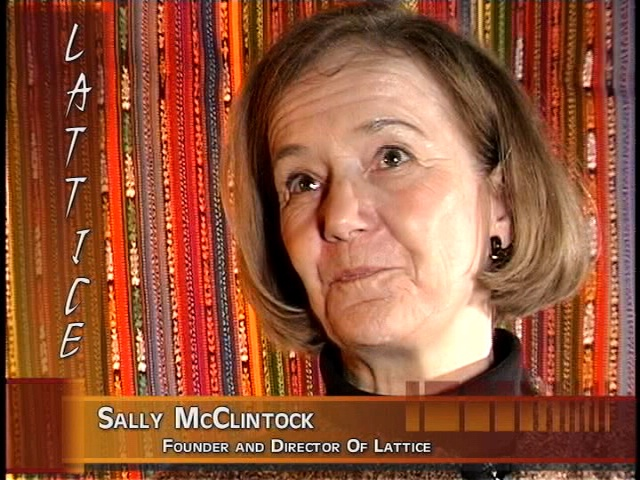 LATTICE
Sally McClintock
Founder and Director Of Lattice